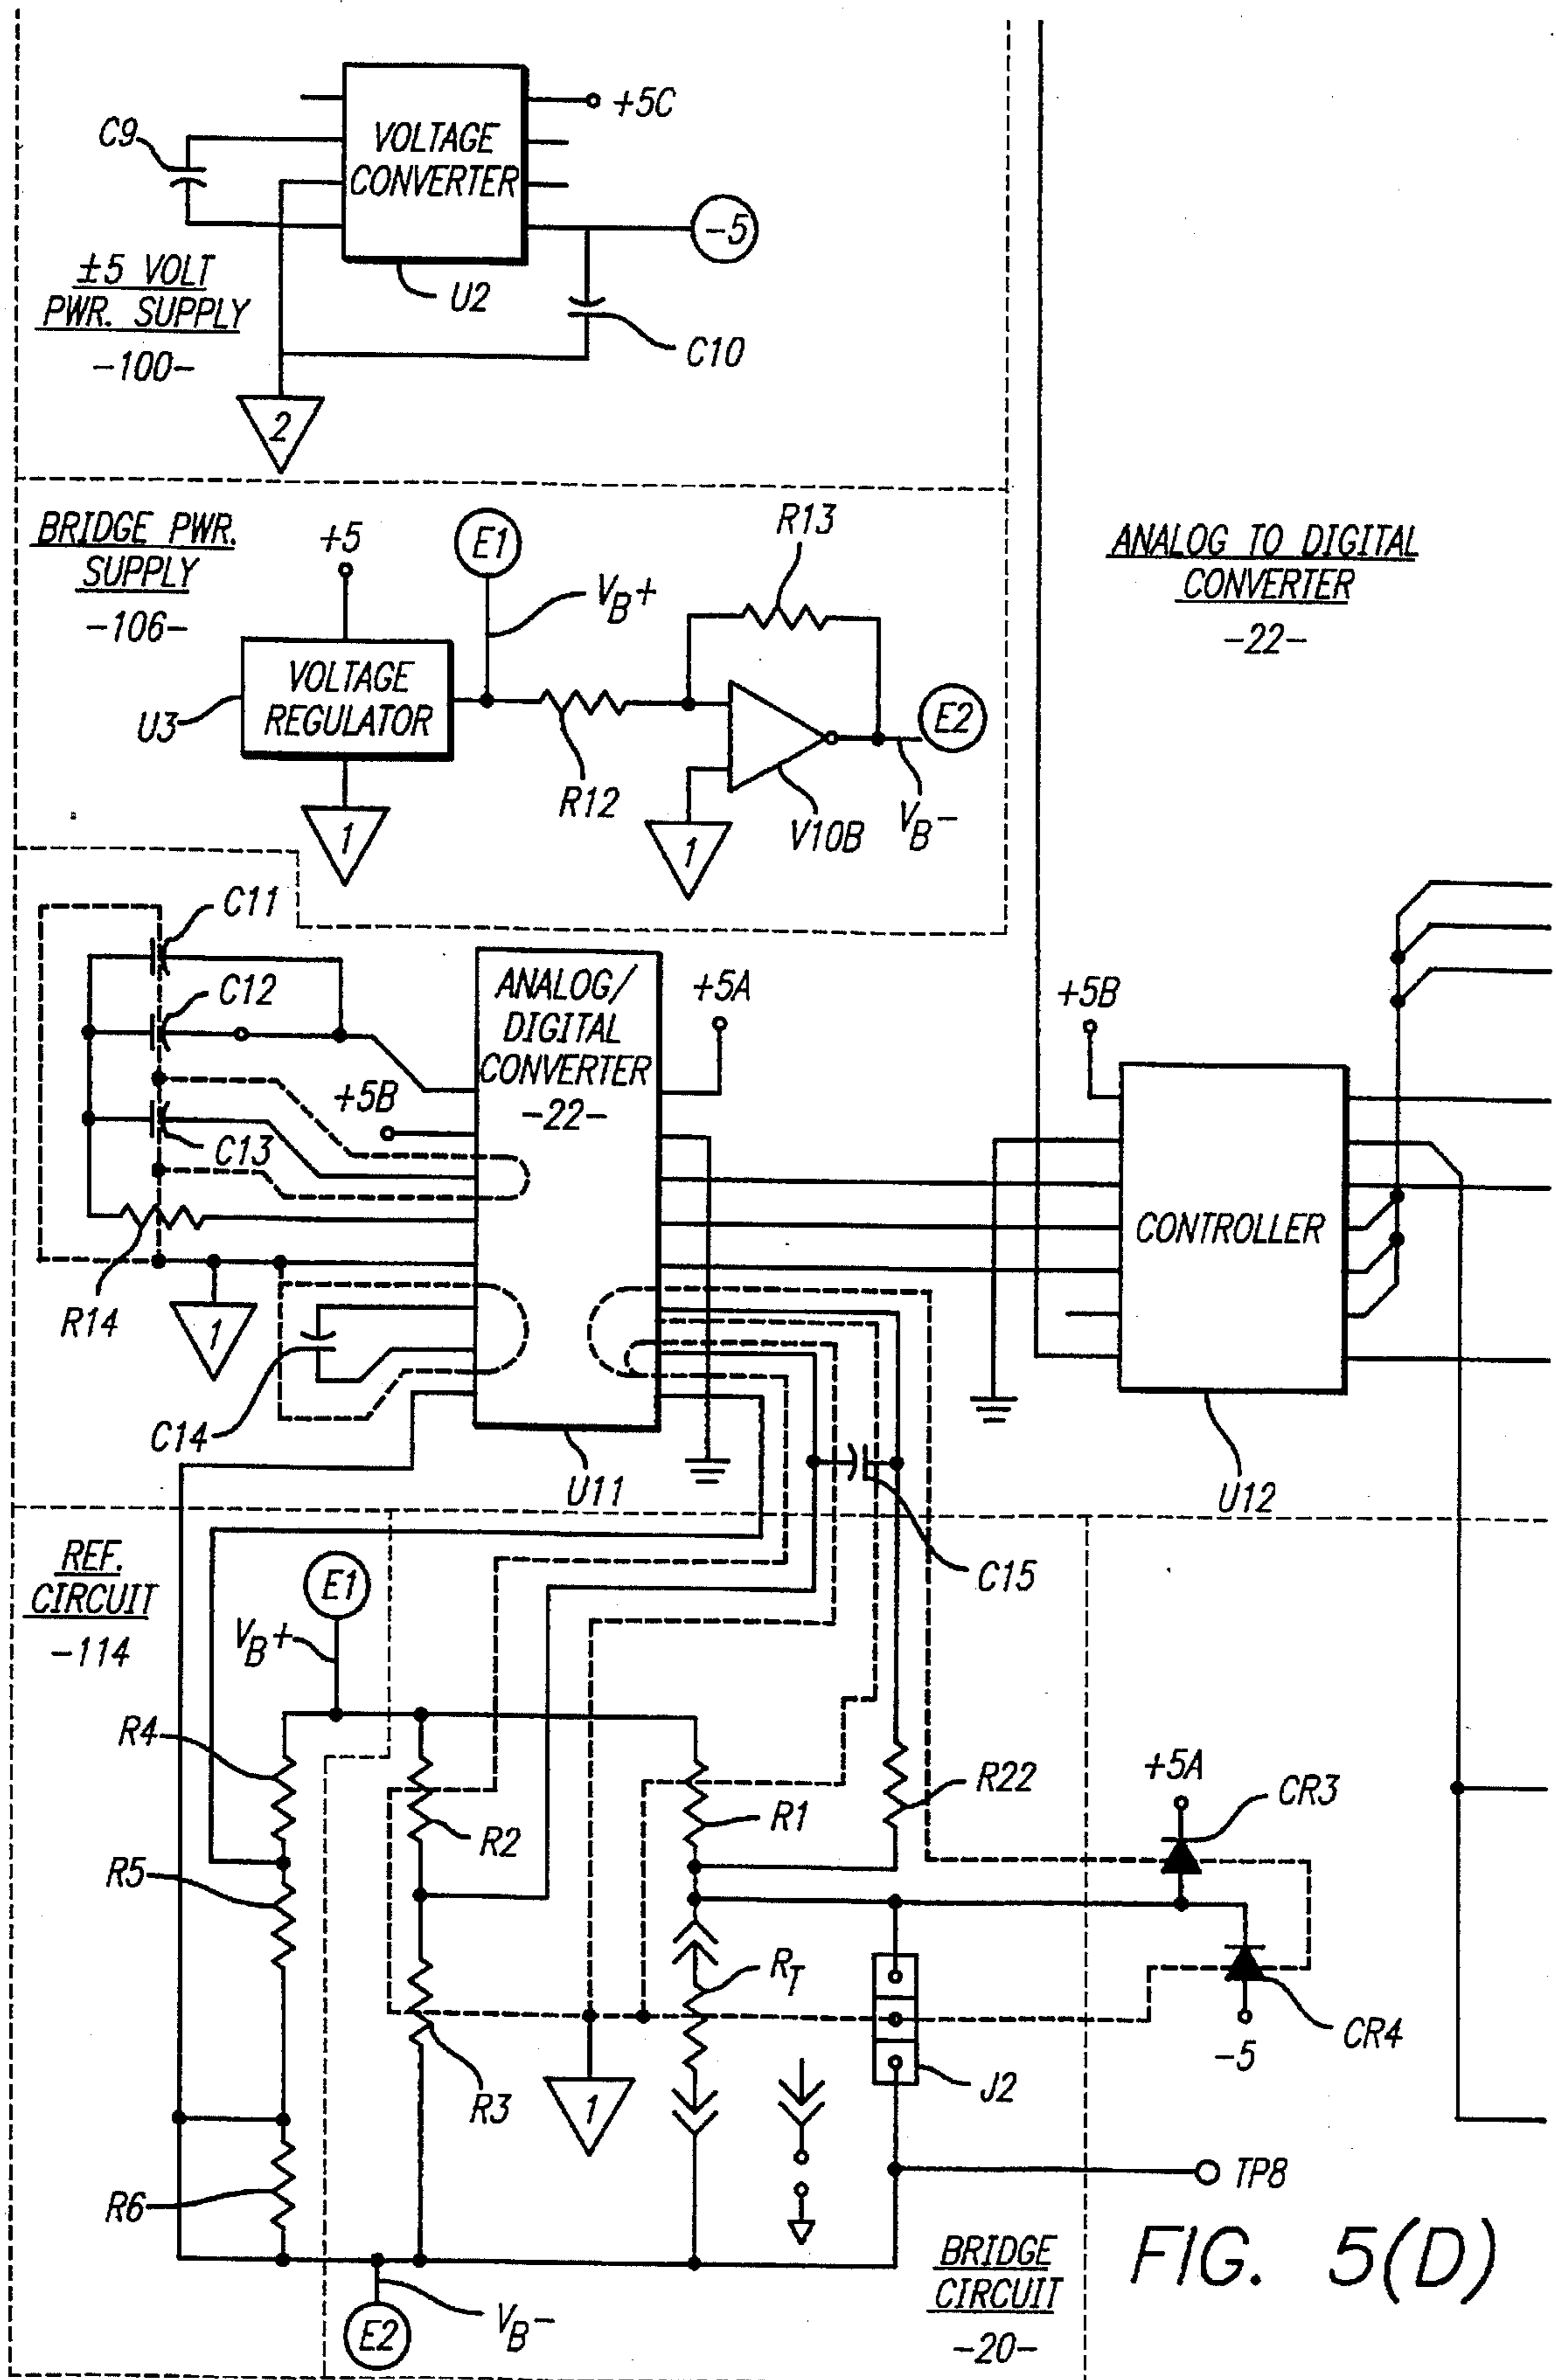 +5C
C9
VOLTAGE
CONVERTER
-5
±5 VOLT
PWR. SUPPLY
-100-
U2
C10
2
BRIDGE PWR.
SUPPLY
-106-
+5
E1
R13
VB+
ANALOG TO DIGITAL
CONVERTER
-22-
VOLTAGE
REGULATOR
U3
E2
R12
V10B
VB-
1
1
C11
C12
ANALOG/
DIGITAL
CONVERTER
-22-
+5A
+5B
+5B
C13
CONTROLLER
R14
1
C14
U11
U12
REF.
CIRCUIT
-114
E1
C15
VB+
R4
R2
R1
R22
+5A
CR3
R5
RT
CR4
-5
R3
1
J2
R6
TP8
BRIDGE
CIRCUIT
-20-
FIG. 5(D)
E2
VB-